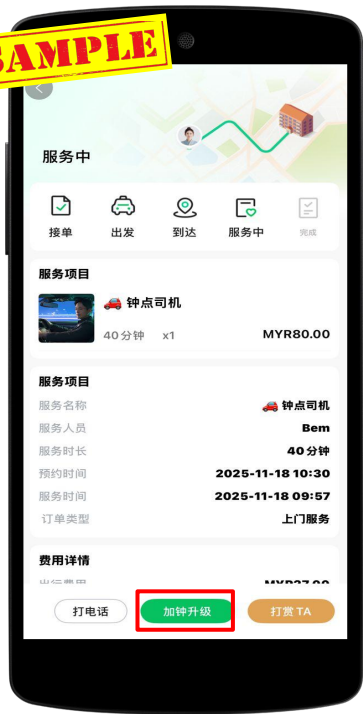 SAMPLE
服务中
接单 出发 到达 服务中 完成
服务项目
🚗 钟点司机
40分钟 x1 MYR80.00
服务项目
服务名称 🚗 钟点司机
服务人员 Bem
服务时长 40分钟
预约时间 2025-11-18 10:30
服务时间 2025-11-18 09:57
订单类型 上门服务
费用详情
打电话 加钟升级 打赏 TA